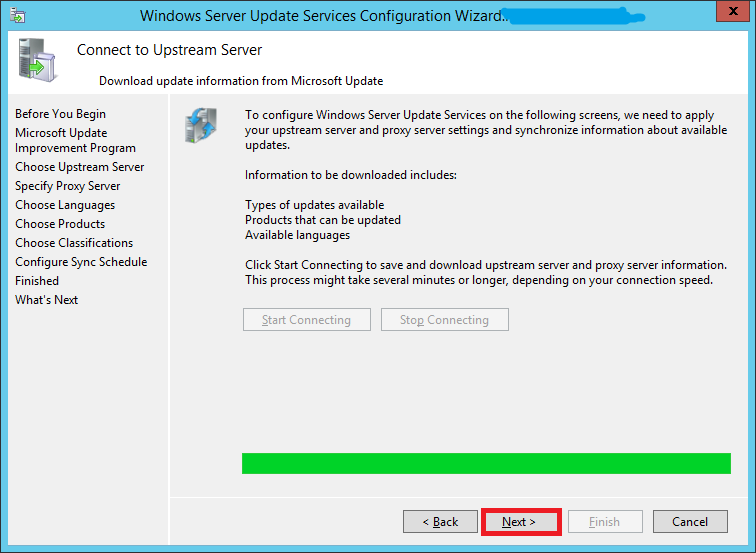 Windows Server Update Services Configuration Wizard:
X
Connect to Upstream Server
Download update information from Microsoft Update
Before You Begin
Microsoft Update
Improvement Program
Choose Upstream Server
Specify Proxy Server
Choose Languages
Choose Products
Choose Classifications
Configure Sync Schedule
Finished
What's Next
To configure Windows Server Update Services on the following screens, we need to apply
your upstream server and proxy server settings and synchronize information about available
updates.
Information to be downloaded includes:
Types of updates available
Products that can be updated
Available languages
Click Start Connecting to save and download upstream server and proxy server information.
This process might take several minutes or longer, depending on your connection speed.
Start Connecting
Stop Connecting
< Back
Next >
Finish
Cancel